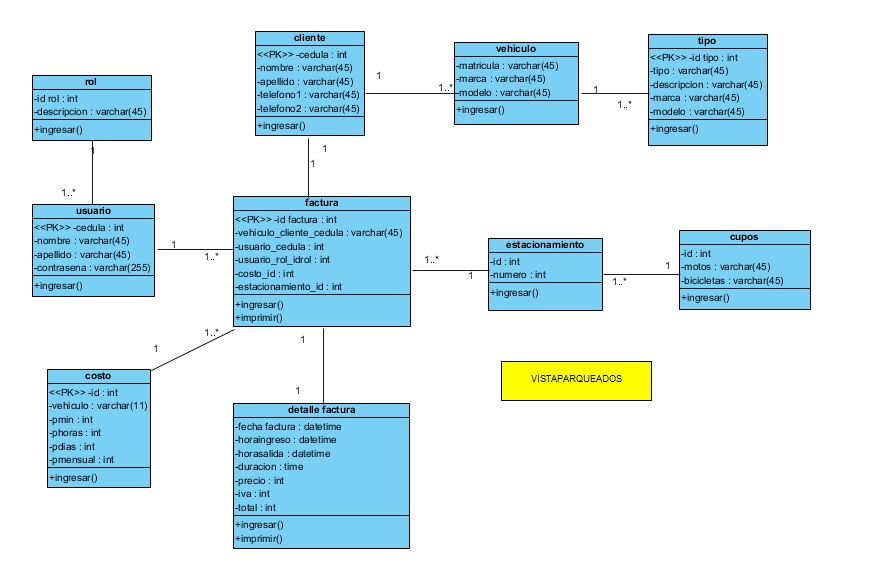 rol
-id rol : int
-descripcion : varchar(45)
+ingresar()
1
1..*
usuario
<<PK>> -cedula : int
-nombre : varchar(45)
-apellido : varchar(45)
-contrasena : varchar(255)
+ingresar()
1
1..*
cliente
<<PK>> -cedula : int
-nombre : varchar(45)
-apellido : varchar(45)
-telefono1 : varchar(45)
-telefono2 : varchar(45)
+ingresar()
1
1..*
1
1
vehiculo
-matricula : varchar(45)
-marca : varchar(45)
-modelo : varchar(45)
+ingresar()
1
1..*
tipo
<<PK>> -id tipo : int
-tipo : varchar(45)
-descripcion : varchar(45)
-marca : varchar(45)
-modelo : varchar(45)
+ingresar()
factura
<<PK>> -id factura : int
-vehiculo_cliente_cedula : varchar(45)
-usuario_cedula : int
-usuario_rol_idrol : int
-costo_id : int
-estacionamiento_id : int
+ingresar()
+imprimir()
1..*
1
estacionamiento
-id : int
-numero : int
+ingresar()
1..*
1
cupos
-id : int
-motos : varchar(45)
-bicicletas : varchar(45)
+ingresar()
1..*
1
costo
<<PK>> -id : int
-vehiculo : varchar(11)
-pmin : int
-phoras : int
-pdias : int
-pmensual : int
+ingresar()
1
1
detalle factura
-fecha factura : datetime
-horaingreso : datetime
-horasalida : datetime
-duracion : time
-precio : int
-iva : int
-total : int
+ingresar()
+imprimir()
VISTAPARQUEADOS